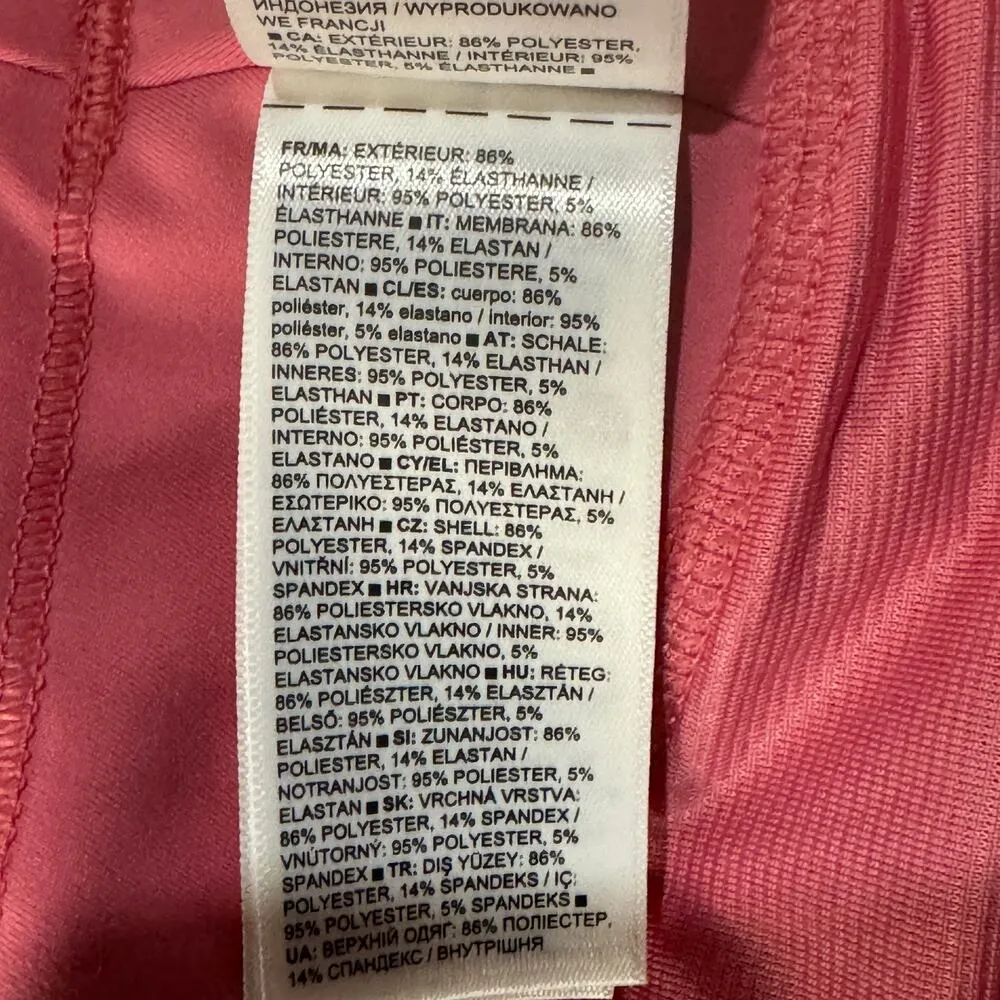 ИНДОНЕЗИЯ / WYPRODUKOWANO
WE FRANCJI
■ CA: EXTÉRIEUR: 86% POLYESTER,
14% ÉLASTHANNE / INTÉRIEUR: 95%
POLYESTER, 5% ÉLASTHANNE ■
FR/MA: EXTÉRIEUR: 86%
POLYESTER, 14% ÉLASTHANNE /
INTÉRIEUR: 95% POLYESTER, 5%
ÉLASTHANNE ■ IT: MEMBRANA: 86%
POLIESTERE, 14% ELASTAN /
INTERNO: 95% POLIESTERE, 5%
ELASTAN ■ CL/ES: cuerpo: 86%
poliéster, 14% elastano / interior: 95%
poliéster, 5% elastano ■ AT: SCHALE:
86% POLYESTER, 14% ELASTHAN /
INNERES: 95% POLYESTER, 5%
ELASTHAN ■ PT: CORPO: 86%
POLIÉSTER, 14% ELASTANO /
INTERNO: 95% POLIÉSTER, 5%
ELASTANO ■ CY/EL: ΠΕΡΙΒΛΗΜΑ:
86% ΠΟΛΥΕΣΤΕΡΑΣ, 14% ΕΛΑΣΤΑΝΗ /
ΕΣΩΤΕΡΙΚΟ: 95% ΠΟΛΥΕΣΤΕΡΑΣ, 5%
ΕΛΑΣΤΑΝΗ ■ CZ: SHELL: 86%
POLYESTER, 14% SPANDEX /
VNITŘNÍ: 95% POLYESTER, 5%
SPANDEX ■ HR: VANJSKA STRANA:
86% POLIESTERSKO VLAKNO, 14%
ELASTANSKO VLAKNO / INNER: 95%
POLIESTERSKO VLAKNO, 5%
ELASTANSKO VLAKNO ■ HU: RÉTEG:
86% POLIÉSZTER, 14% ELASZTÁN /
BELSŐ: 95% POLIÉSZTER, 5%
ELASZTÁN ■ SI: ZUNANJOST: 86%
POLIESTER, 14% ELASTAN /
NOTRANJOST: 95% POLIESTER, 5%
ELASTAN ■ SK: VRCHNÁ VRSTVA:
86% POLYESTER, 14% SPANDEX /
VNÚTORNÝ: 95% POLYESTER, 5%
SPANDEX ■ TR: DIŞ YÜZEY: 86%
POLYESTER, 14% SPANDEKS / IÇ:
95% POLYESTER, 5% SPANDEKS ■
UA: ВЕРХНІЙ ОДЯГ: 86% ПОЛІЕСТЕР,
14% СПАНДЕКС / ВНУТРІШНЯ